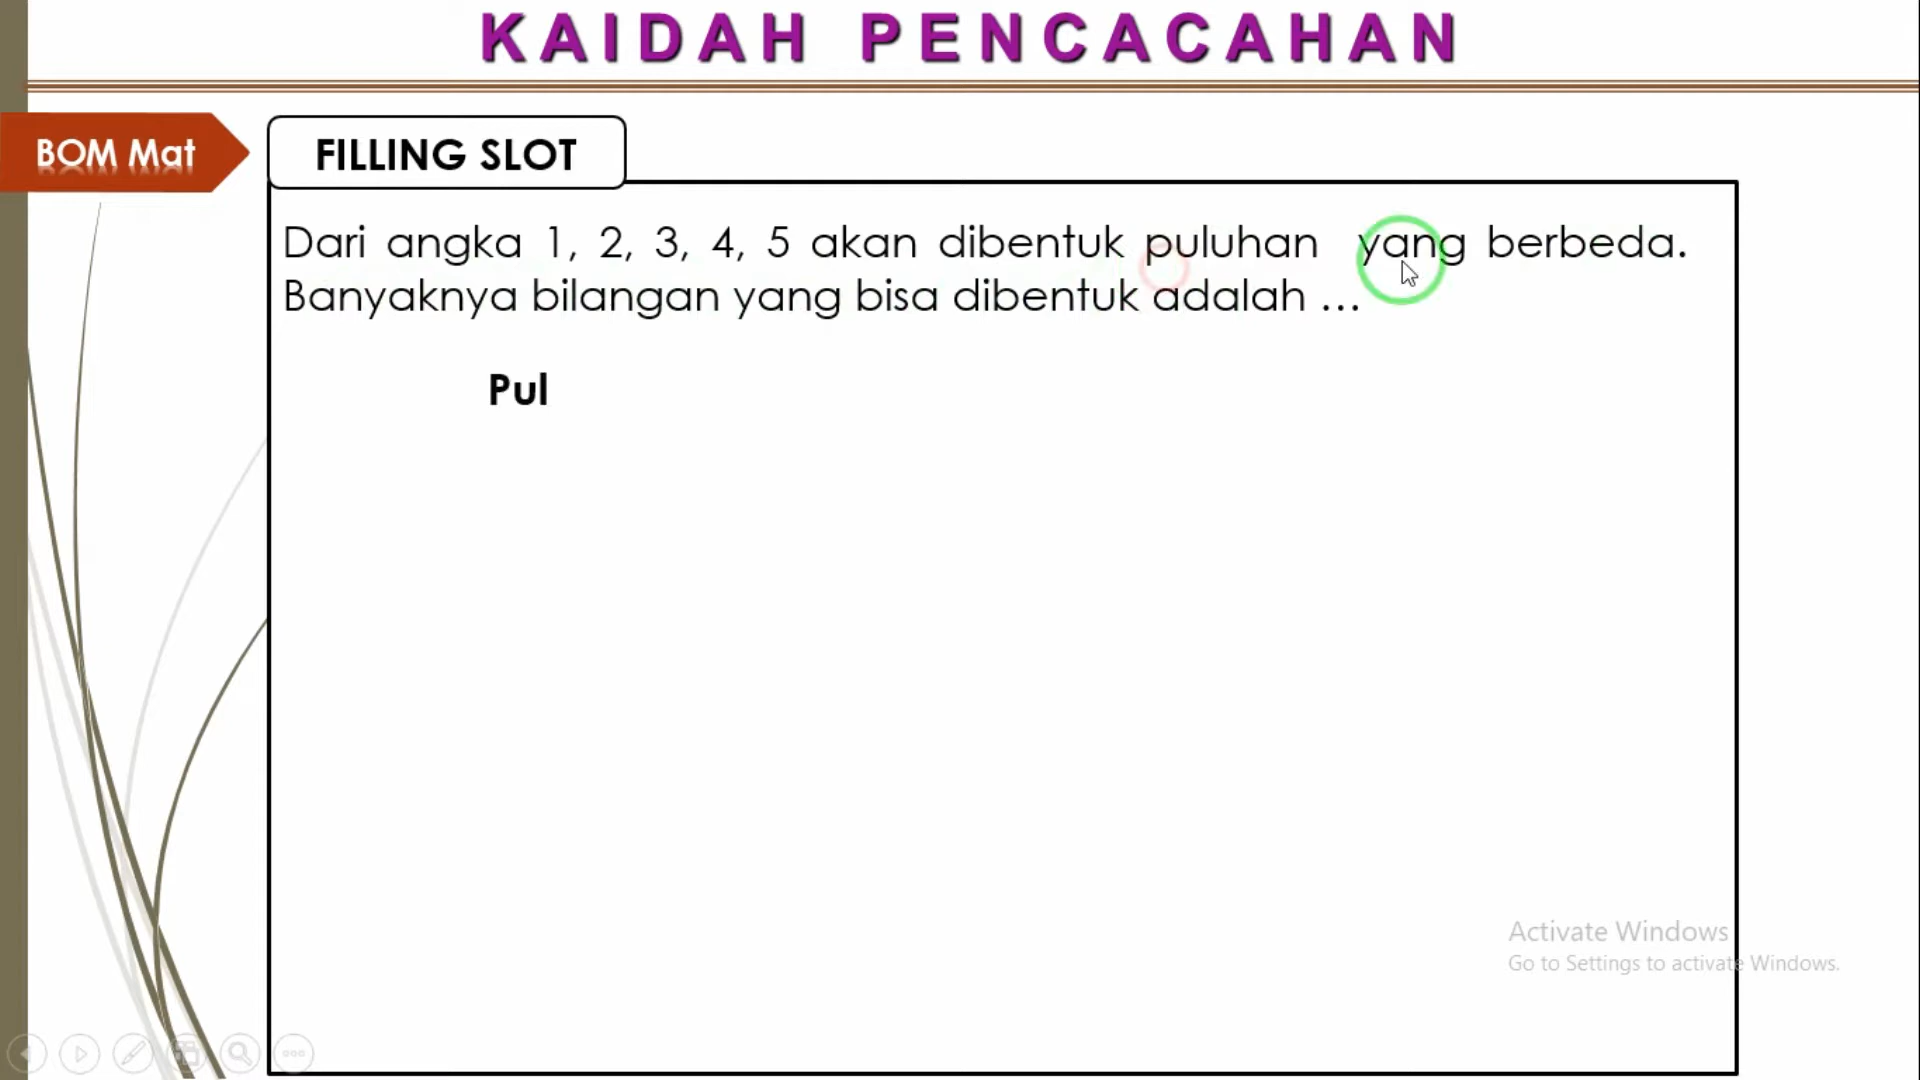 KAIDAH PENCACAHAN
BOM Mat
FILLING SLOT
Dari angka 1, 2, 3, 4, 5 akan dibentuk puluhan yang berbeda.
Banyaknya bilangan yang bisa dibentuk adalah ...
Pul
Activate Windows
Go to Settings to activate Windows.